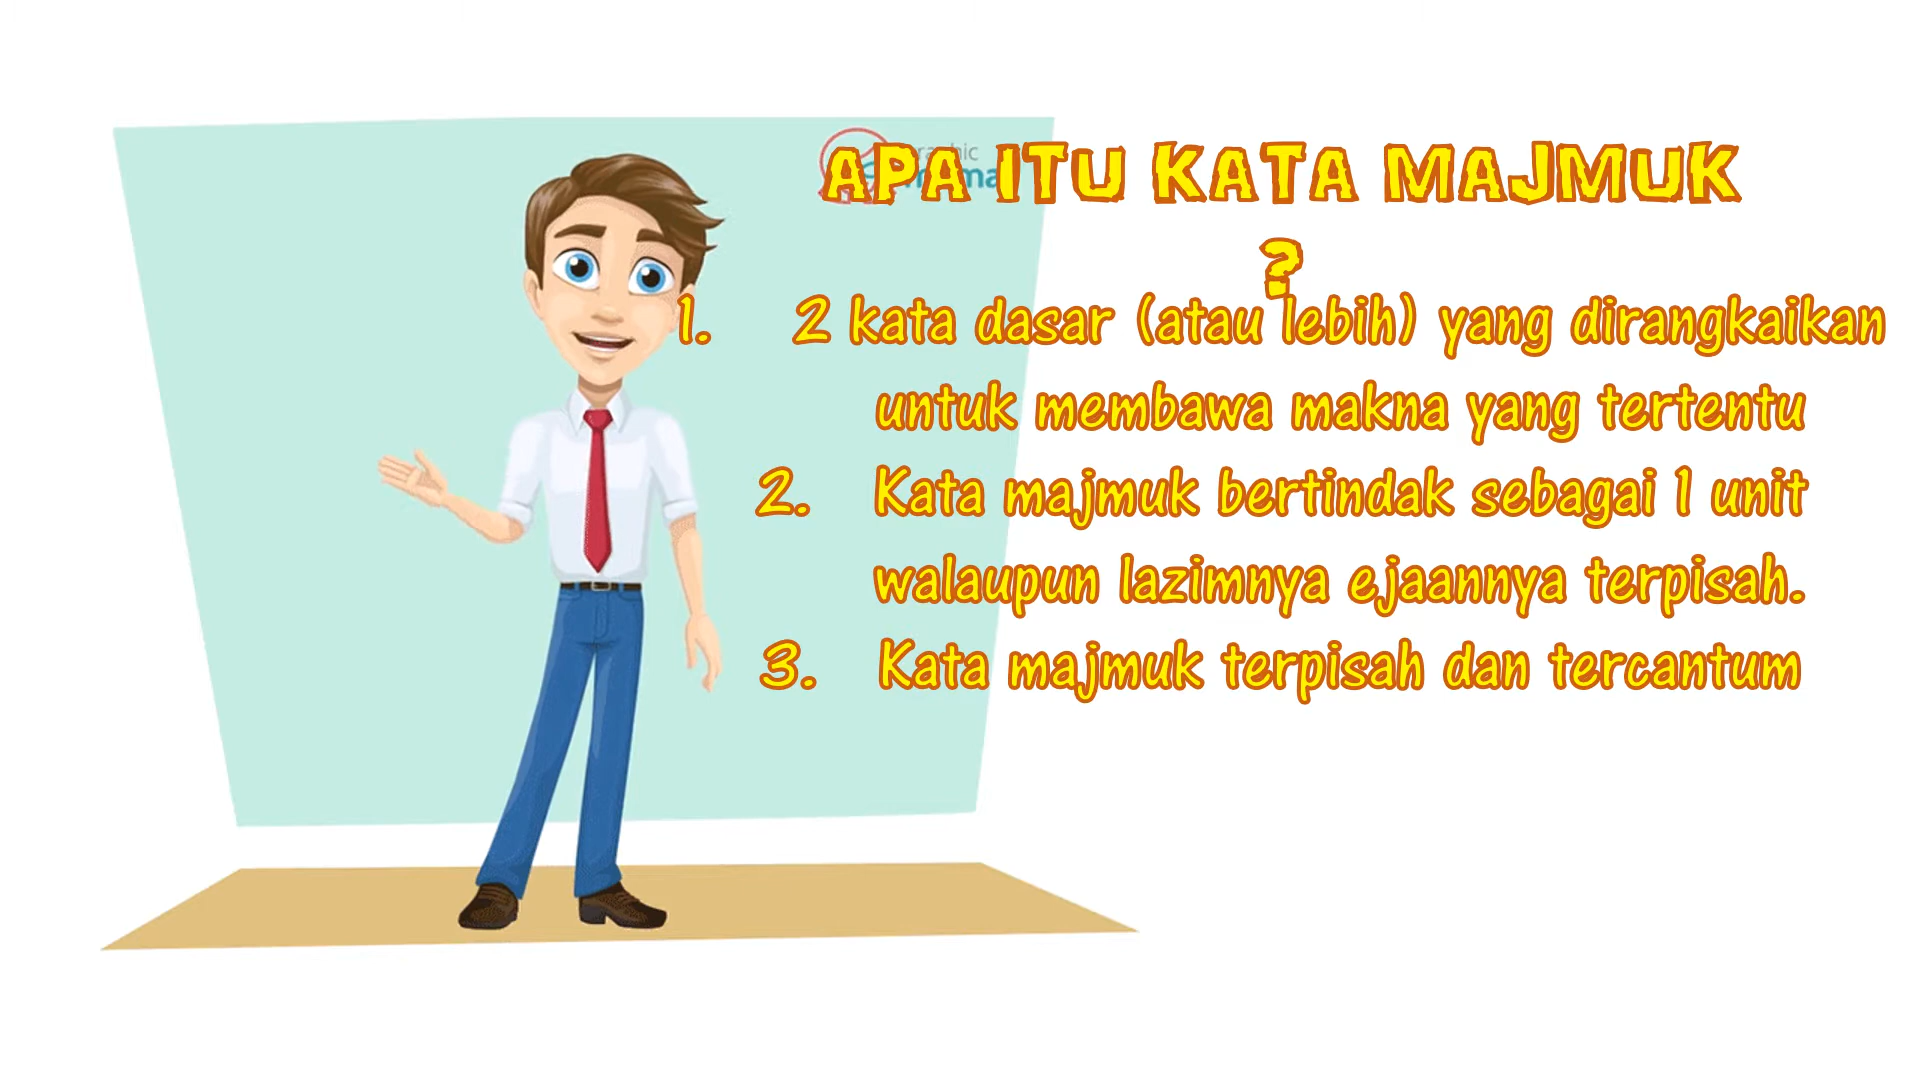 APA ITU KATA MAJMUK
?
1. 2 kata dasar (atau lebih) yang dirangkaikan
untuk membawa makna yang tertentu
2. Kata majmuk bertindak sebagai 1 unit
walaupun lazimnya ejaannya terpisah.
3. Kata majmuk terpisah dan tercantum